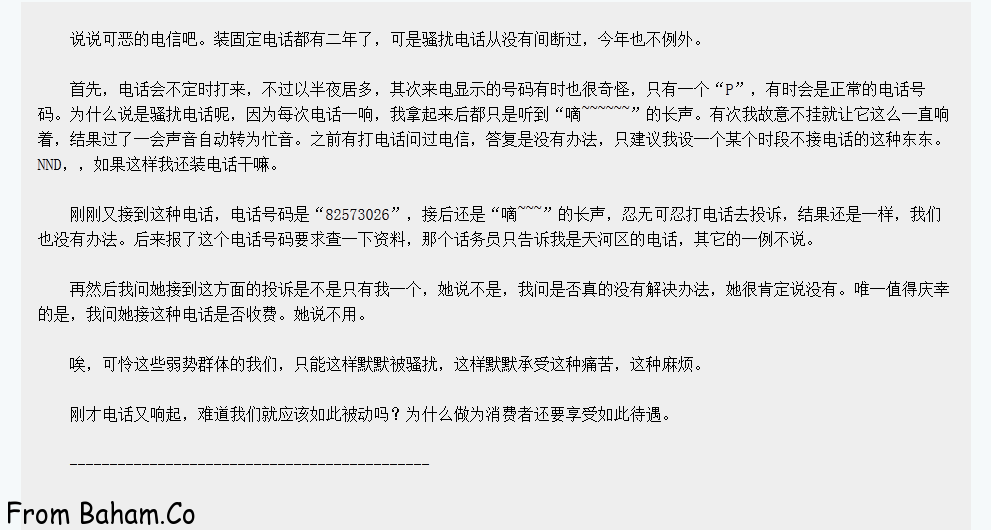 说说可恶的电信吧。装固定电话都有二年了，可是骚扰电话从没有间断过，今年也不例外。
首先，电话会不定时打来，不过以半夜居多，其次来电显示的号码有时也很奇怪，只有一个“P”，有时会是正常的电话号
码。为什么说是骚扰电话呢，因为每次电话一响，我拿起来后都只是听到“嘀~~~~~~”的长声。有次我故意不挂就让它这么一直响
着，结果过了一会声音自动转为忙音。之前有打电话问过电信，答复是没有办法，只建议我设一个某个时段不接电话的这种东东。
NND，，如果这样我还装电话干嘛。
刚刚又接到这种电话，电话号码是“82573026”，接后还是“嘀~~~”的长声，忍无可忍打电话去投诉，结果还是一样，我们
也没有办法。后来报了这个电话号码要求查一下资料，那个话务员只告诉我是天河区的电话，其它的一例不说。
再然后我问她接到这方面的投诉是不是只有我一个，她说不是，我问是否真的没有解决办法，她很肯定说没有。唯一值得庆幸
的是，我问她接这种电话是否收费。她说不用。
唉，可怜这些弱势群体的我们，只能这样默默被骚扰，这样默默承受这种痛苦，这种麻烦。
刚才电话又响起，难道我们就应该如此被动吗？为什么做为消费者还要享受如此待遇。
---------------------------------------------
From Baham.Co